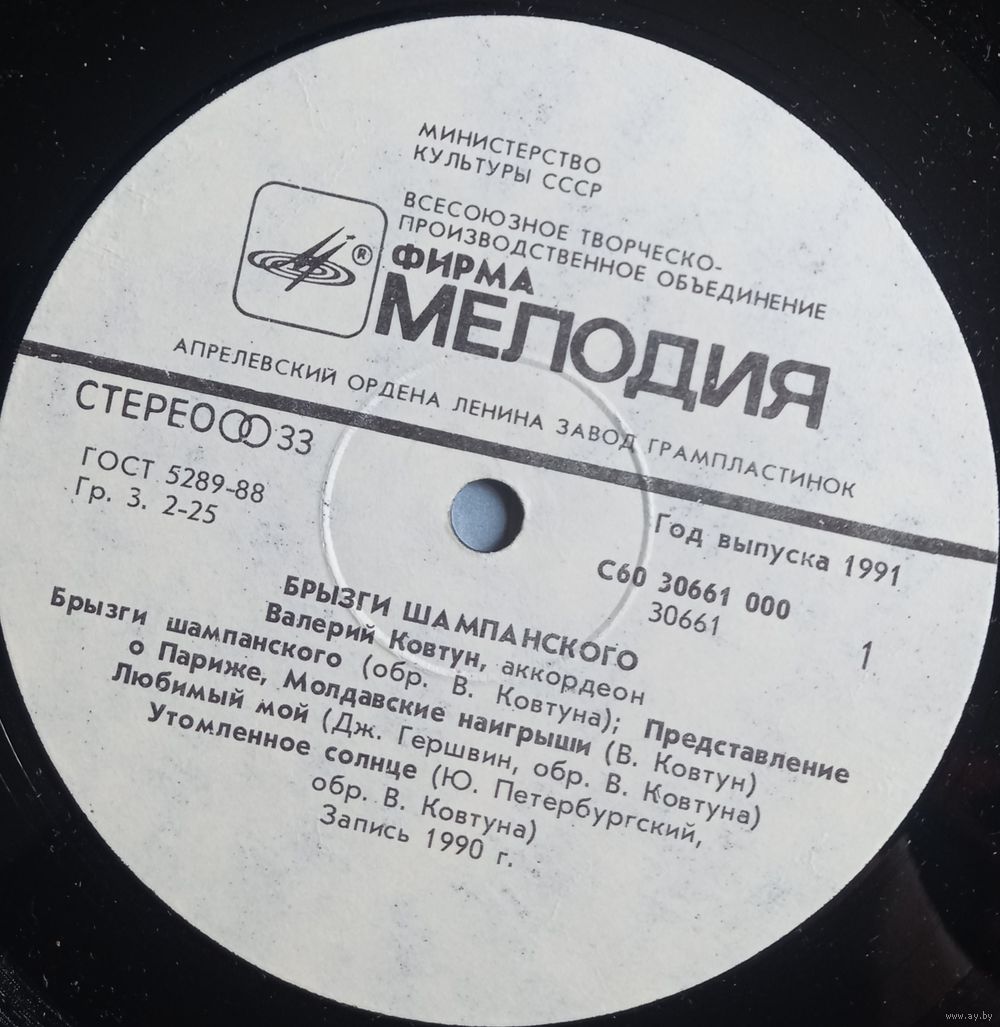 МИНИСТЕРСТВО
КУЛЬТУРЫ СССР
ВСЕСОЮЗНОЕ ТВОРЧЕСКО-
ПРОИЗВОДСТВЕННОЕ ОБЪЕДИНЕНИЕ
®
ФИРМА
МЕЛОДИЯ
АПРЕЛЕВСКИЙ ОРДЕНА ЛЕНИНА ЗАВОД ГРАМПЛАСТИНОК
СТЕРЕО 33
ГОСТ 5289-88
Гр. 3. 2-25
Год выпуска 1991
С60 30661 000
30661
1
БРЫЗГИ ШАМПАНСКОГО
Валерий Ковтун, аккордеон
Брызги шампанского (обр. В. Ковтуна); Представление
о Париже, Молдавские наигрыши (В. Ковтун)
Любимый мой (Дж. Гершвин, обр. В. Ковтуна)
Утомленное солнце (Ю. Петербургский,
обр. В. Ковтуна)
Запись 1990 г.
www.ay.by